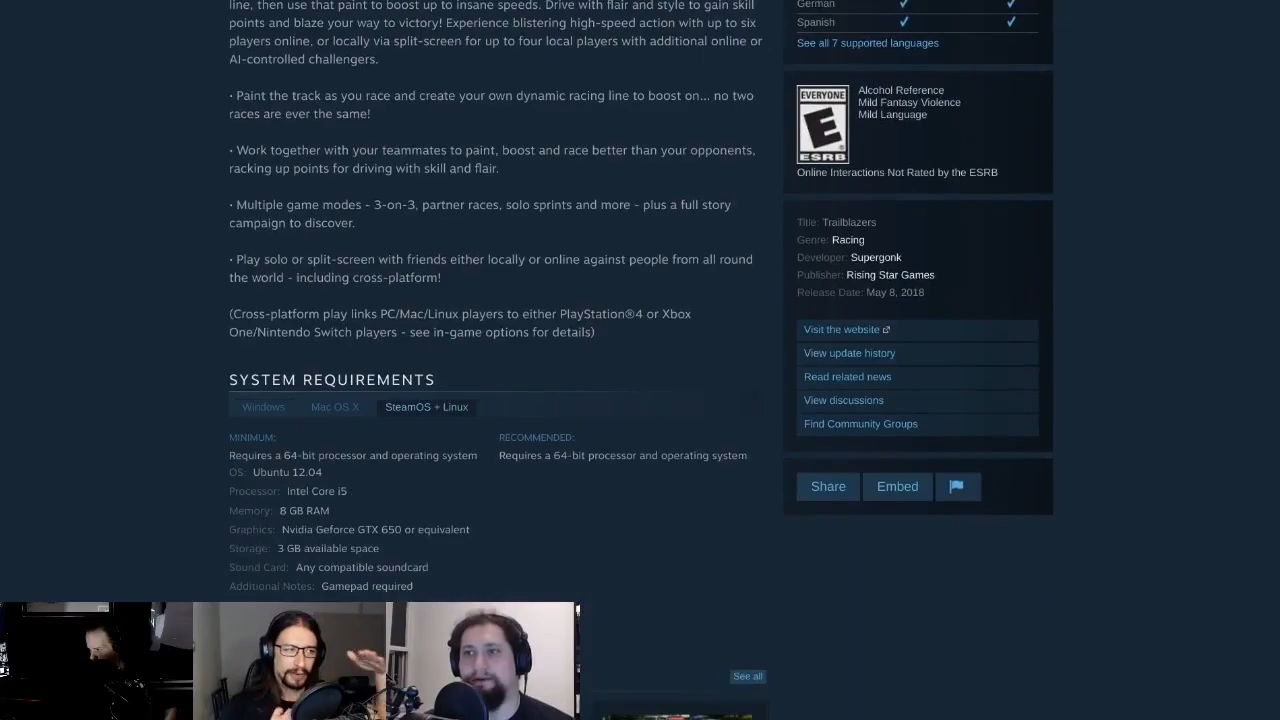 line, then use that paint to boost up to insane speeds. Drive with flair and style to gain skill
points and blaze your way to victory! Experience blistering high-speed action with up to six
players online, or locally via split-screen for up to four local players with additional online or
AI-controlled challengers.
• Paint the track as you race and create your own dynamic racing line to boost on... no two
races are ever the same!
• Work together with your teammates to paint, boost and race better than your opponents,
racking up points for driving with skill and flair.
• Multiple game modes - 3-on-3, partner races, solo sprints and more - plus a full story
campaign to discover.
• Play solo or split-screen with friends either locally or online against people from all round
the world - including cross-platform!
(Cross-platform play links PC/Mac/Linux players to either PlayStation®4 or Xbox
One/Nintendo Switch players - see in-game options for details)
SYSTEM REQUIREMENTS
Windows Mac OS X SteamOS + Linux
MINIMUM:
Requires a 64-bit processor and operating system
OS: Ubuntu 12.04
Processor: Intel Core i5
Memory: 8 GB RAM
Graphics: Nvidia Geforce GTX 650 or equivalent
Storage: 3 GB available space
Sound Card: Any compatible soundcard
Additional Notes: Gamepad required
RECOMMENDED:
Requires a 64-bit processor and operating system
See all
German ✔ ✔
Spanish ✔ ✔
See all 7 supported languages
EVERYONE
E
ESRB
Alcohol Reference
Mild Fantasy Violence
Mild Language
Online Interactions Not Rated by the ESRB
Title: Trailblazers
Genre: Racing
Developer: Supergonk
Publisher: Rising Star Games
Release Date: May 8, 2018
Visit the website
View update history
Read related news
View discussions
Find Community Groups
Share Embed